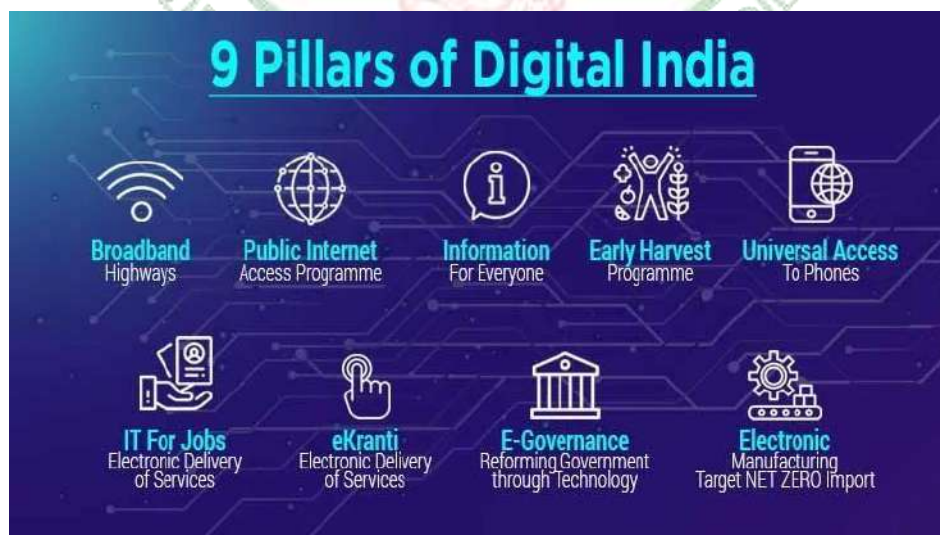 9 Pillars of Digital India
Broadband
Highways
Public Internet
Access Programme
Information
For Everyone
Early Harvest
Programme
Universal Access
To Phones
IT For Jobs
Electronic Delivery
of Services
eKranti
Electronic Delivery
of Services
E-Governance
Reforming Government
through Technology
Electronic
Manufacturing
Target NET ZERO Import